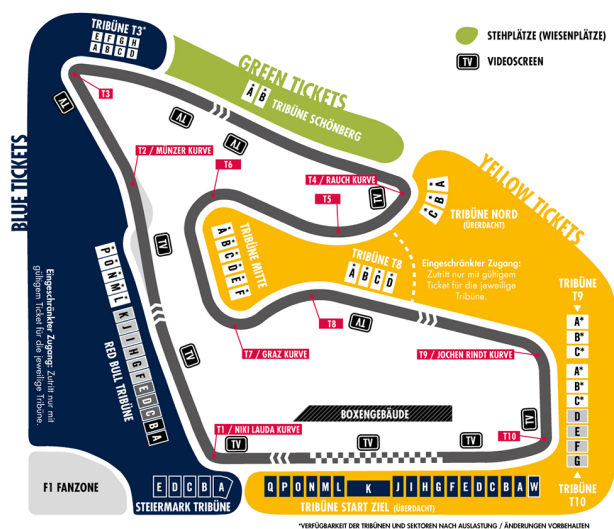 TRIBÜNE T3*
E F G H
A B C D
STEHPLÄTZE (WIESENPLÄTZE)
TV VIDEOSCREEN
GREEN TICKETS
A B TRIBÜNE SCHÖNBERG
TV
T3
TV
TV
BLUE TICKETS
T2 / MÜNZER KURVE
T6
T4 / RAUCH KURVE
TV
T5
YELLOW TICKETS
C B A
TRIBÜNE NORD
(ÜBERDACHT)
TRIBÜNE MITTE
A B C D E F
TRIBÜNE T8
A B C D
Eingeschränkter Zugang:
Zutritt nur mit gültigem
Ticket für die jeweilige
Tribüne.
TV
Eingeschränkter Zugang: Zutritt nur mit
gültigem Ticket für die jeweilige Tribüne.
P O N M L K J I H G F E D C B A
RED BULL TRIBÜNE
TV
T8
TV
T7 / GRAZ KURVE
T9 / JOCHEN RINDT KURVE
TRIBÜNE
T9
A*
B*
C*
A*
B*
C*
D
E
F
G
TRIBÜNE
T10
BOXENGEBÄUDE
TV
T10
T1 / NIKI LAUDA KURVE
TV
TV
TV
F1 FANZONE
E D C B A
STEIERMARK TRIBÜNE
Q P O N M L K J I H G F E D C B A W
TRIBÜNE START ZIEL (ÜBERDACHT)
*VERFÜGBARKEIT DER TRIBÜNEN UND SEKTOREN NACH AUSLASTUNG / ÄNDERUNGEN VORBEHALTEN